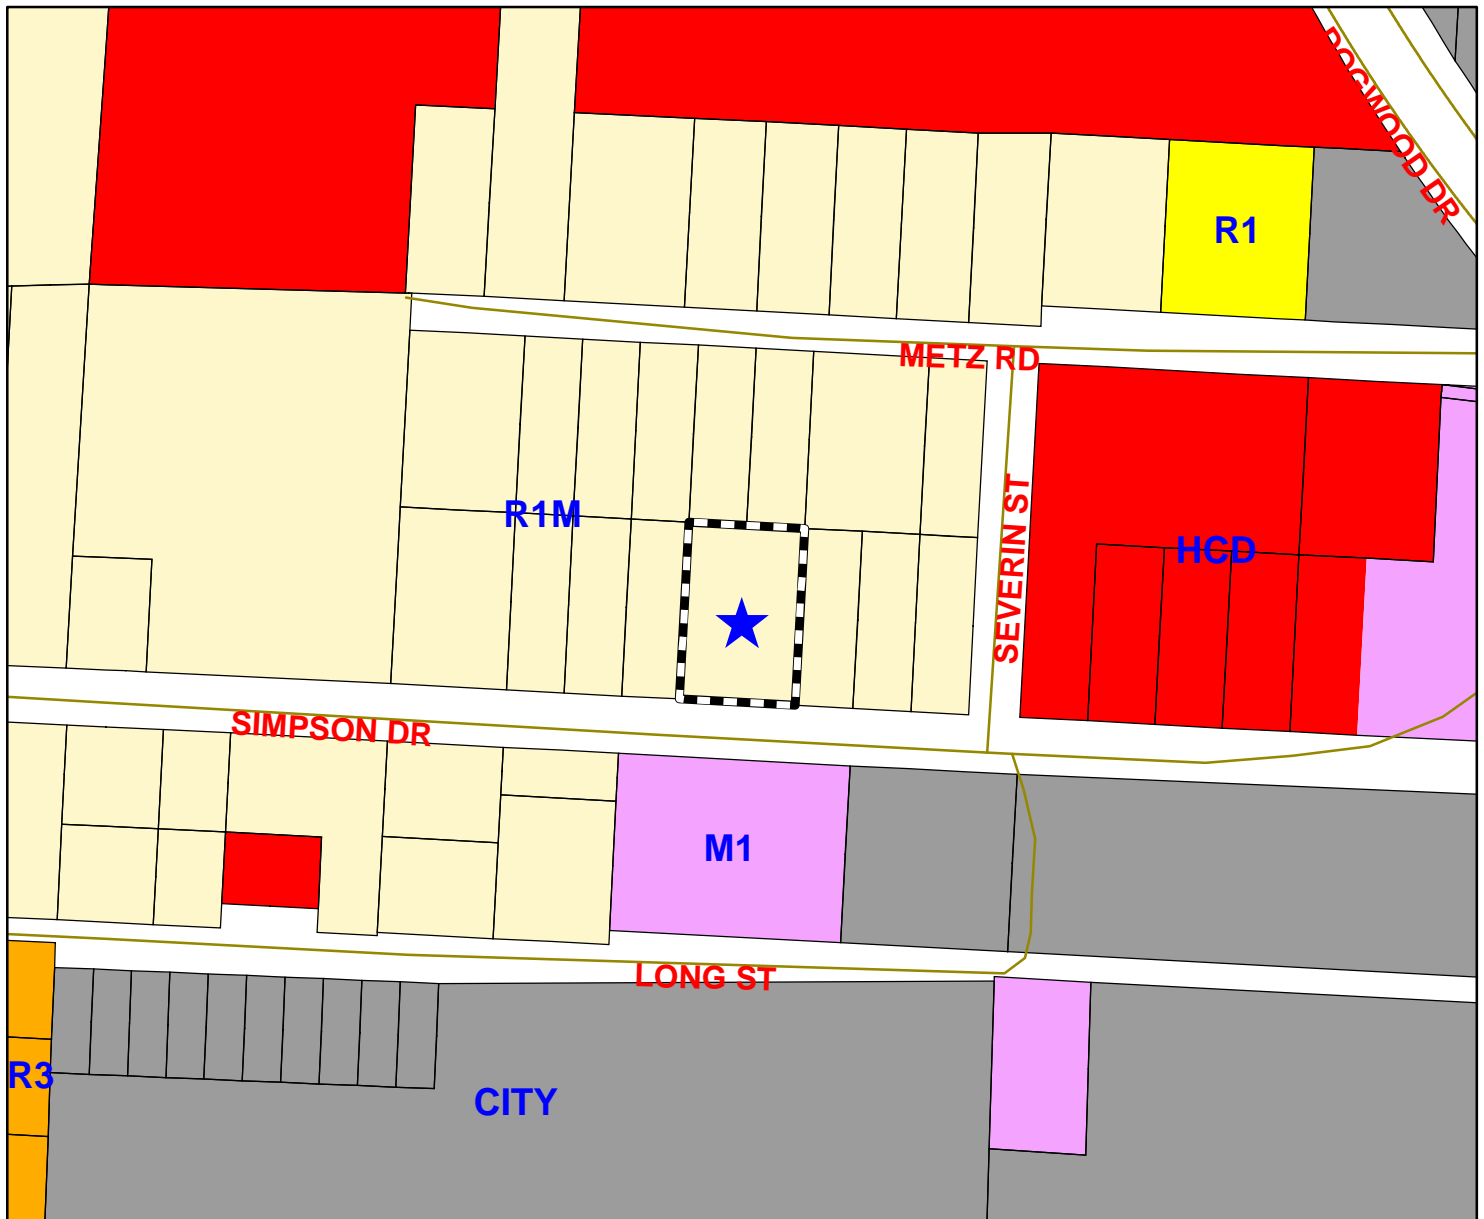 DOGWOOD DR
R1
METZ RD
SEVERIN ST
R1M
HCD
SIMPSON DR
M1
LONG ST
R3
CITY